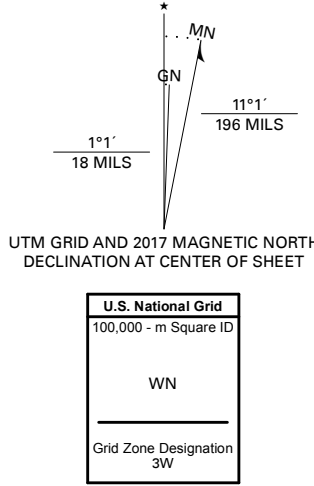 ★
MN
GN
11°1´
196 MILS
1°1´
18 MILS
UTM GRID AND 2017 MAGNETIC NORTH
DECLINATION AT CENTER OF SHEET
U.S. National Grid
100,000 - m Square ID
WN
Grid Zone Designation
3W